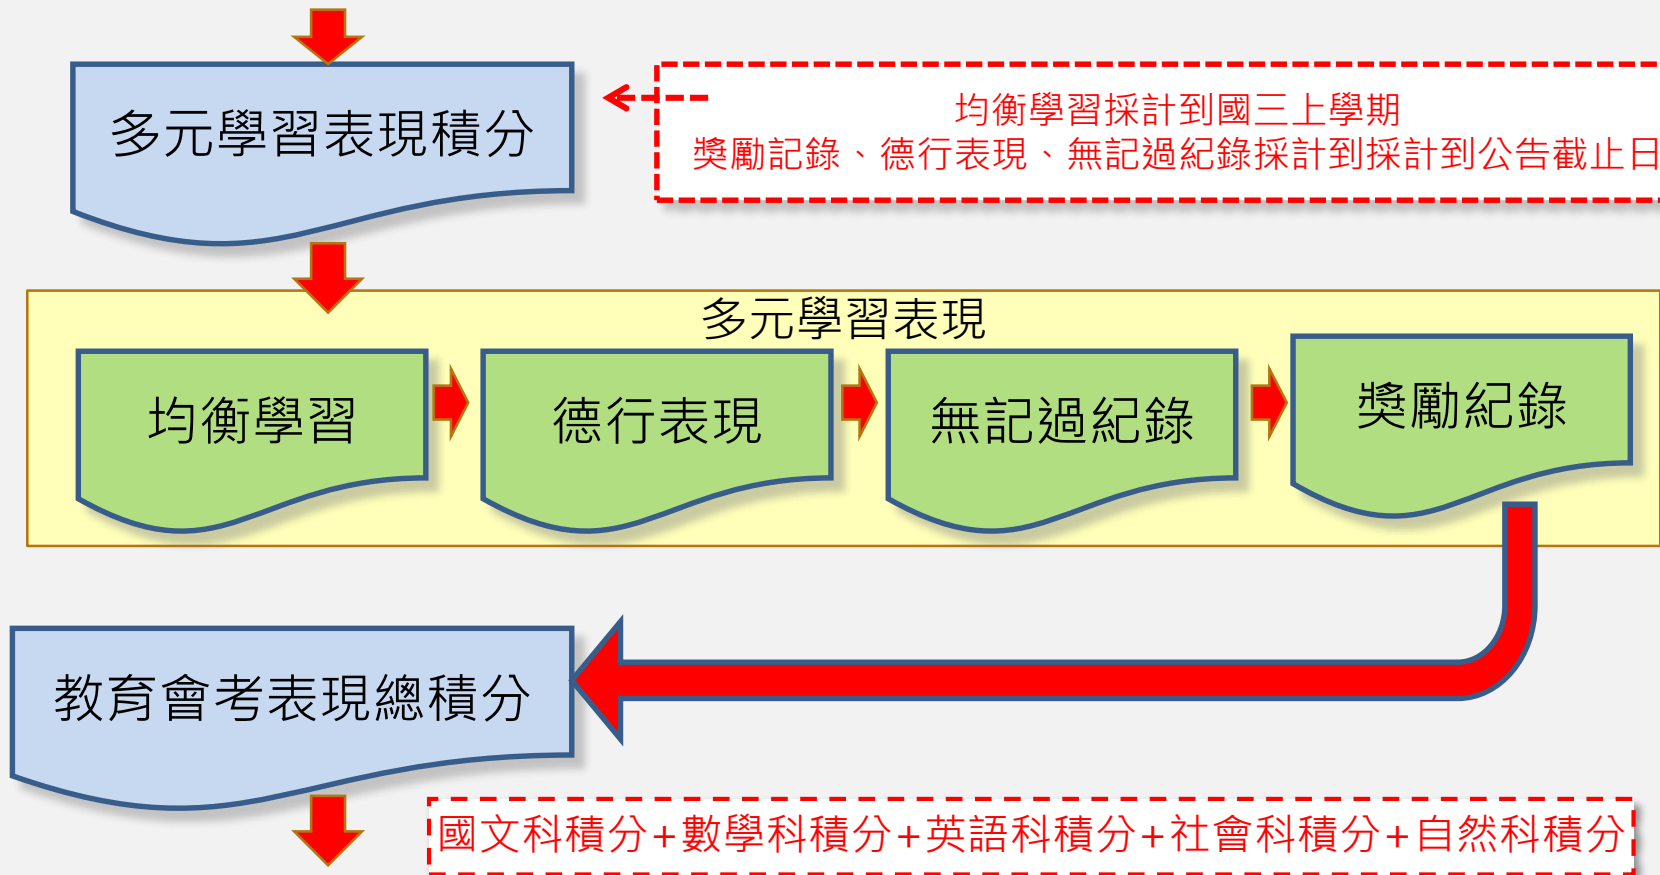 多元學習表現積分
均衡學習採計到國三上學期
獎勵記錄、德行表現、無記過紀錄採計到採計到公告截止日
多元學習表現
均衡學習
德行表現
無記過紀錄
獎勵紀錄
教育會考表現總積分
國文科積分+數學科積分+英語科積分+社會科積分+自然科積分